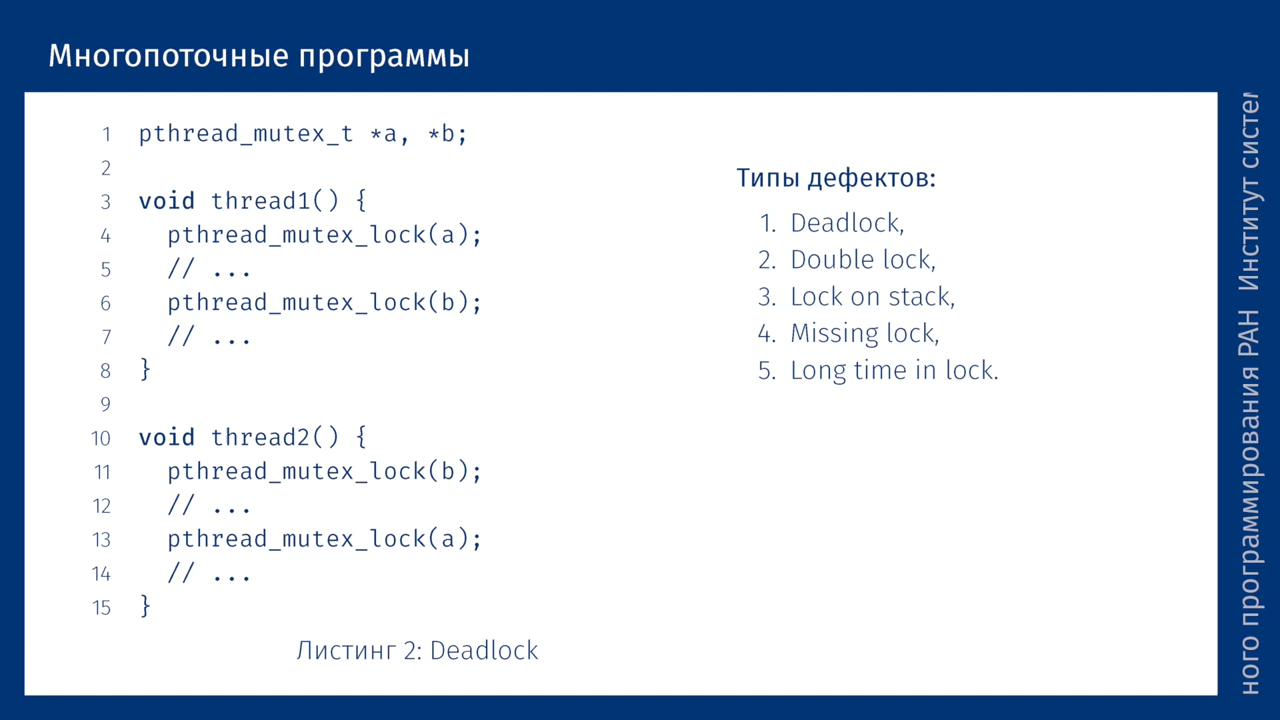 Многопоточные программы
1 pthread_mutex_t *a, *b;
2
3 void thread1() {
4 pthread_mutex_lock(a);
5 // ...
6 pthread_mutex_lock(b);
7 // ...
8 }
9
10 void thread2() {
11 pthread_mutex_lock(b);
12 // ...
13 pthread_mutex_lock(a);
14 // ...
15 }
Листинг 2: Deadlock
Типы дефектов:
1. Deadlock,
2. Double lock,
3. Lock on stack,
4. Missing lock,
5. Long time in lock.
ного программирования РАН Институт систем